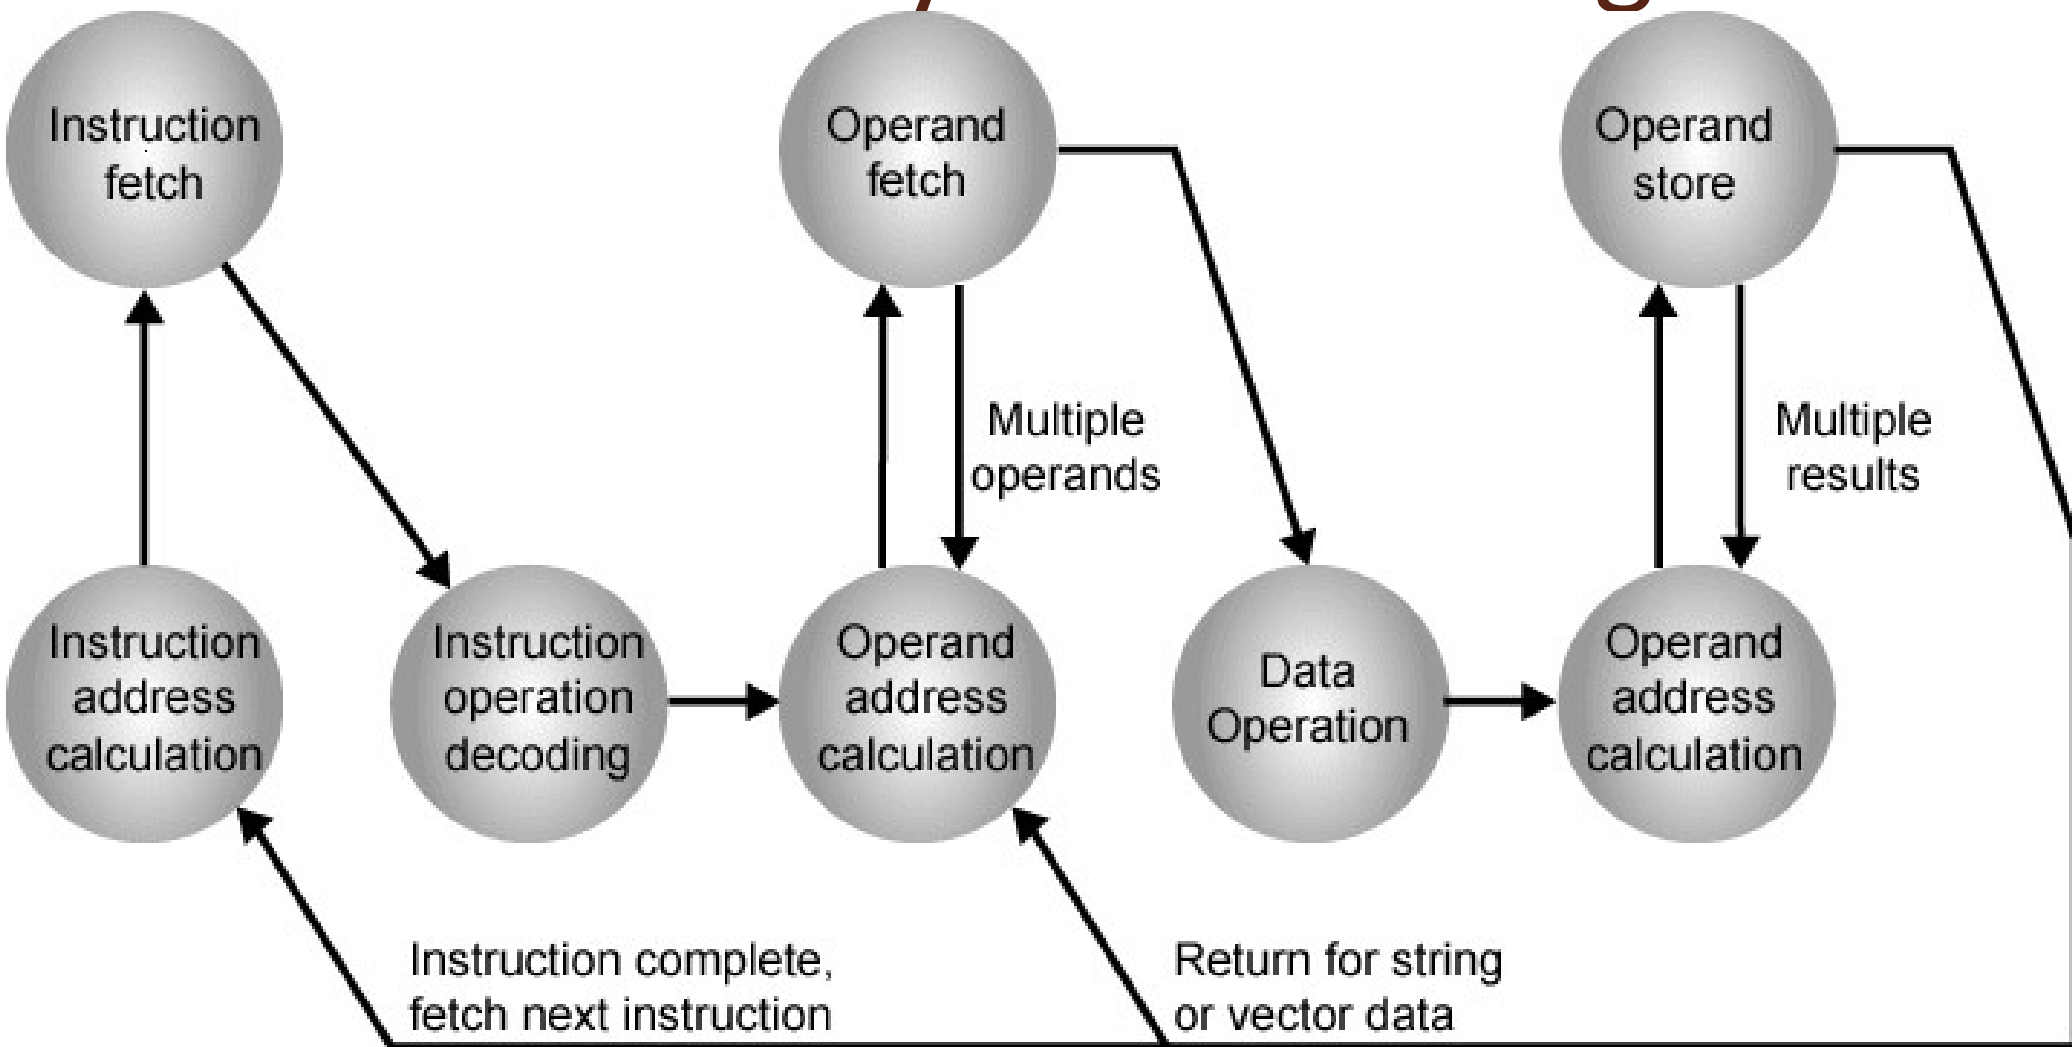 Instruction
fetch
Operand
fetch
Operand
store
Multiple
operands
Multiple
results
Instruction
address
calculation
Instruction
operation
decoding
Operand
address
calculation
Data
Operation
Operand
address
calculation
Instruction complete,
fetch next instruction
Return for string
or vector data